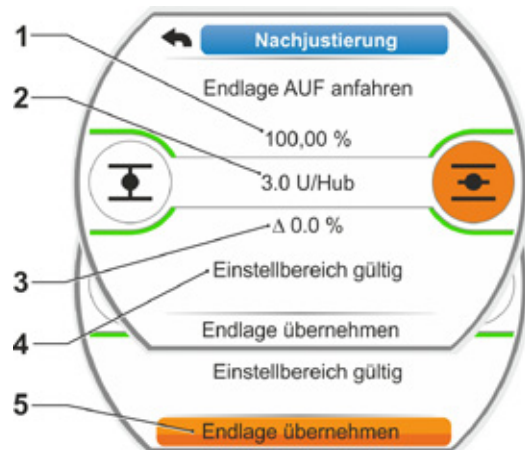 Nachjustierung
1
Endlage AUF anfahren
2
100,00 %
3.0 U/Hub
Δ 0.0 %
3
Einstellbereich gültig
4
Endlage übernehmen
Einstellbereich gültig
5
Endlage übernehmen